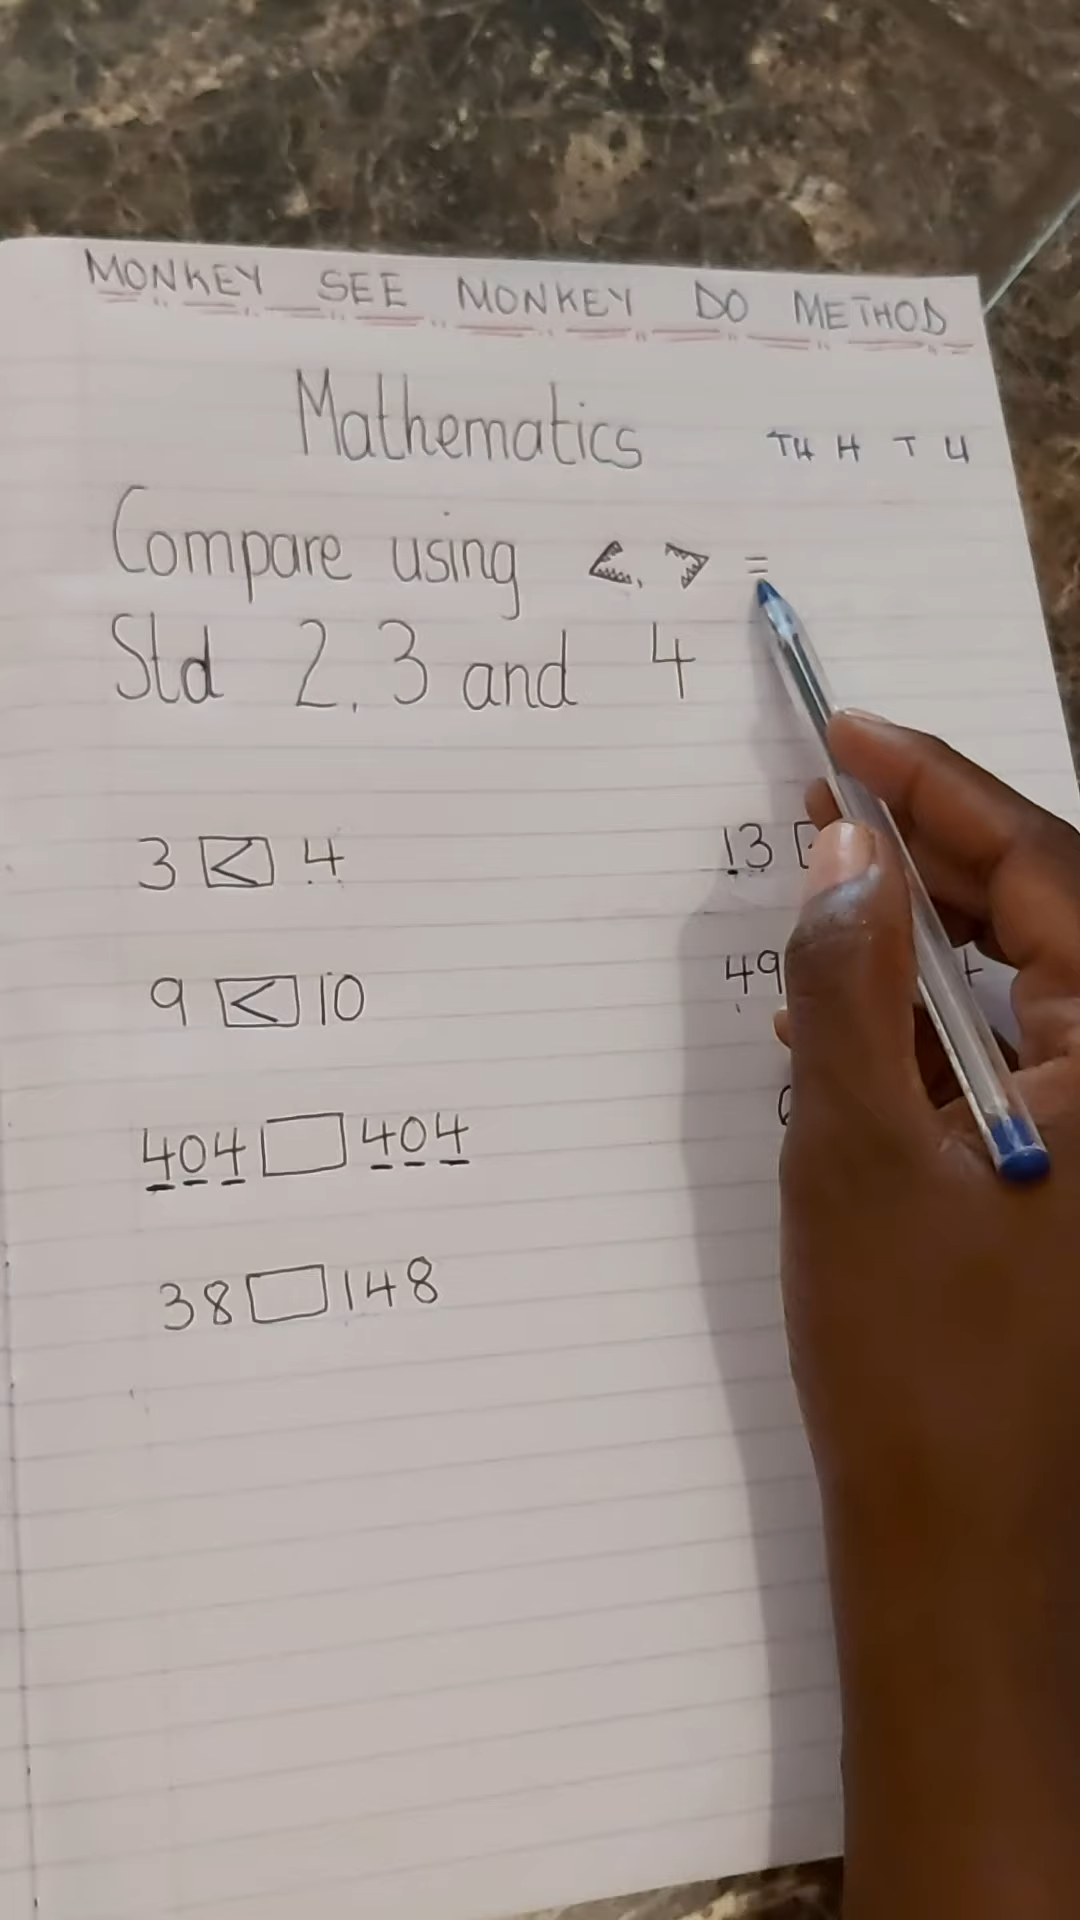 MONKEY SEE MONKEY DO METHOD
Mathematics
TH H T U
Compare using <, > =
Std 2, 3 and 4
3 < 4
13
9 < 10
49
404 404
38 148